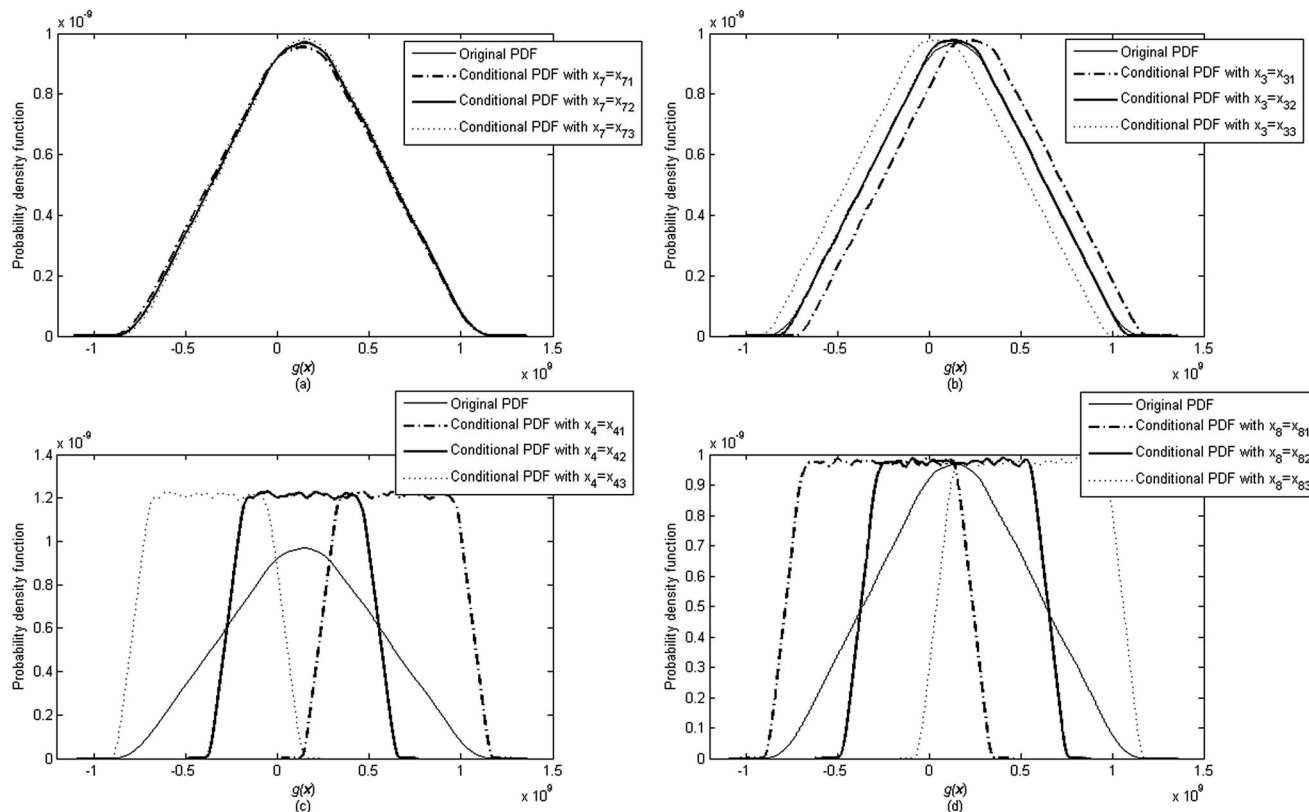 x 10⁻⁹
1
0.8
0.6
0.4
0.2
0
-1
-0.5
0
0.5
1
1.5
x 10⁹
Probability density function
g(x)
(a)
Original PDF
Conditional PDF with x₇=x₇₁
Conditional PDF with x₇=x₇₂
Conditional PDF with x₇=x₇₃
x 10⁻⁹
1
0.8
0.6
0.4
0.2
0
-1
-0.5
0
0.5
1
1.5
x 10⁹
Probability density function
g(x)
(b)
Original PDF
Conditional PDF with x₃=x₃₁
Conditional PDF with x₃=x₃₂
Conditional PDF with x₃=x₃₃
x 10⁻⁹
1.4
1.2
1
0.8
0.6
0.4
0.2
0
-1
-0.5
0
0.5
1
1.5
x 10⁹
Probability density function
g(x)
(c)
Original PDF
Conditional PDF with x₄=x₄₁
Conditional PDF with x₄=x₄₂
Conditional PDF with x₄=x₄₃
x 10⁻⁹
1
0.9
0.8
0.7
0.6
0.5
0.4
0.3
0.2
0.1
0
-1
-0.5
0
0.5
1
1.5
x 10⁹
Probability density function
g(x)
(d)
Original PDF
Conditional PDF with x₈=x₈₁
Conditional PDF with x₈=x₈₂
Conditional PDF with x₈=x₈₃